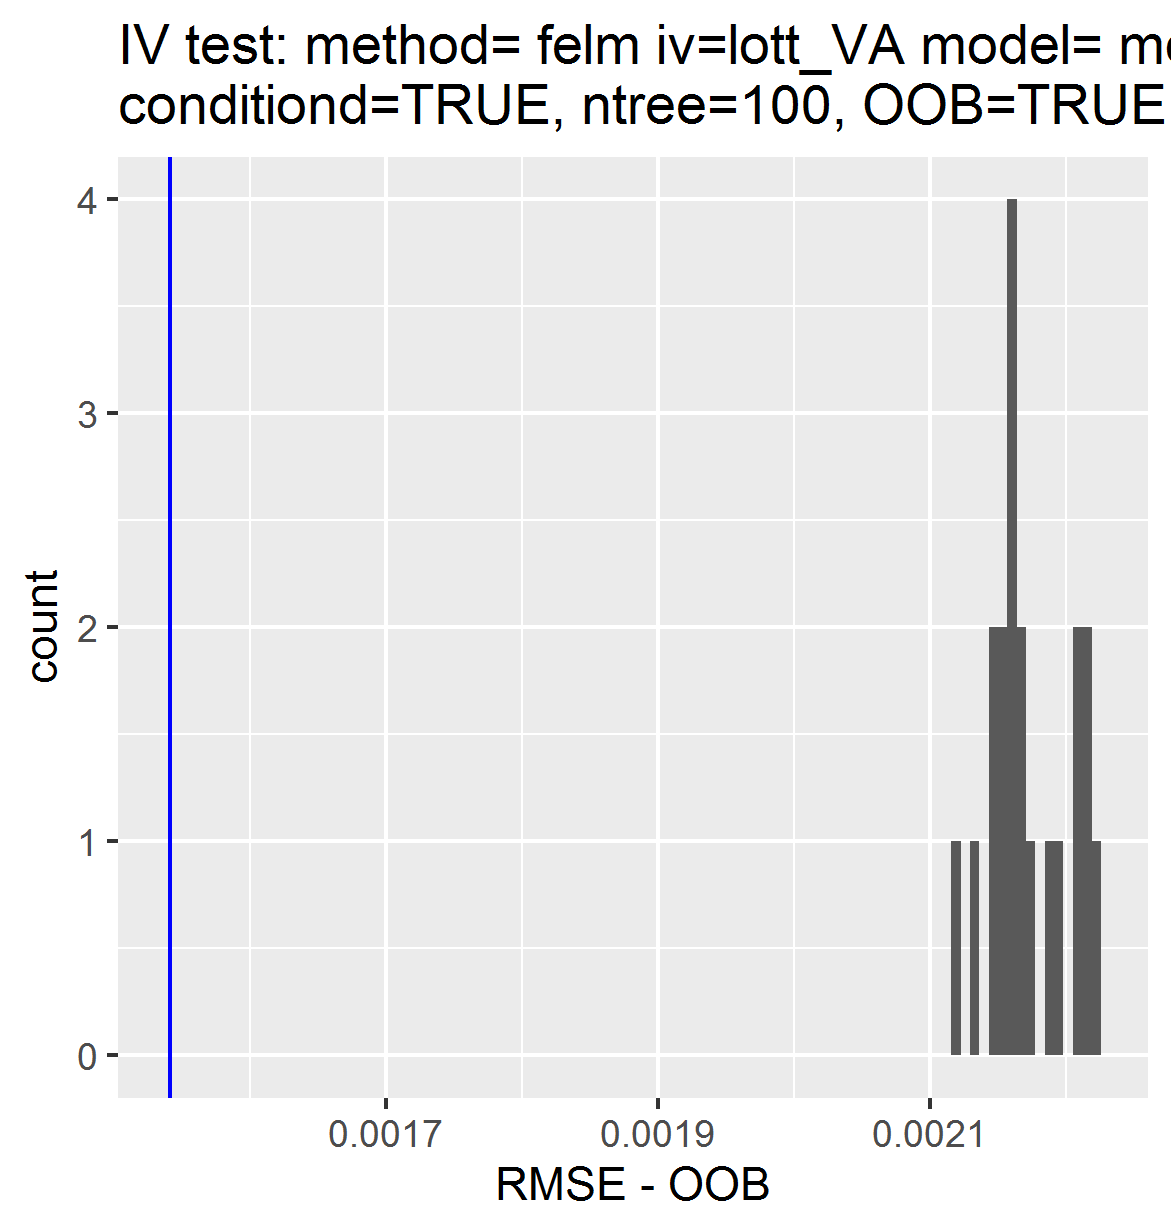 IV test: method= felm iv=lott_VA model=
conditiond=TRUE, ntree=100, OOB=TRUE
4
3
2
1
0
count
0.0017 0.0019 0.0021
RMSE - OOB